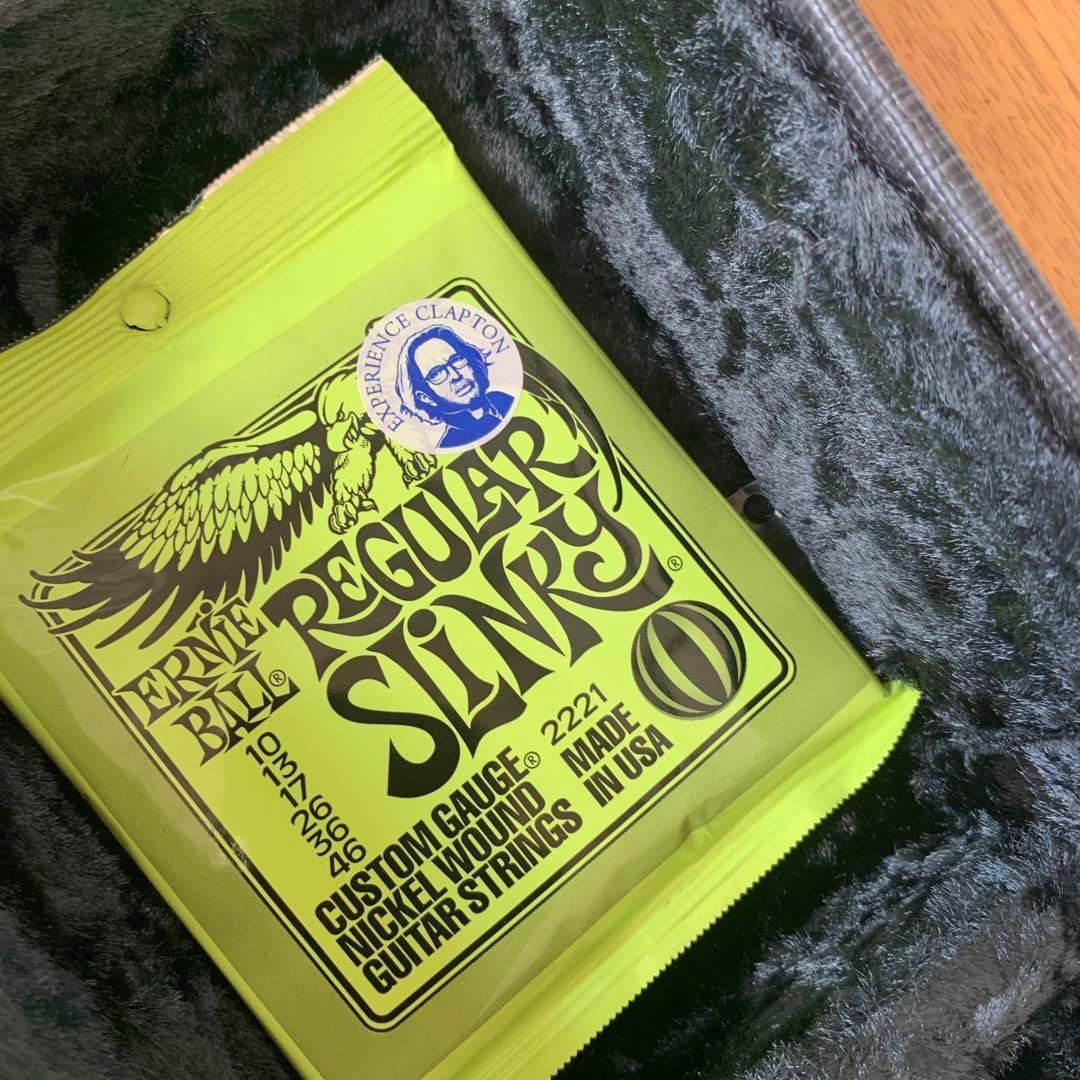 EXPERIENCE CLAPTON
REGULAR
SLINKY®
ERNIE
BALL®
10
13
17
26
36
46
2221
CUSTOM GAUGE®
NICKEL WOUND
GUITAR STRINGS
MADE
IN USA